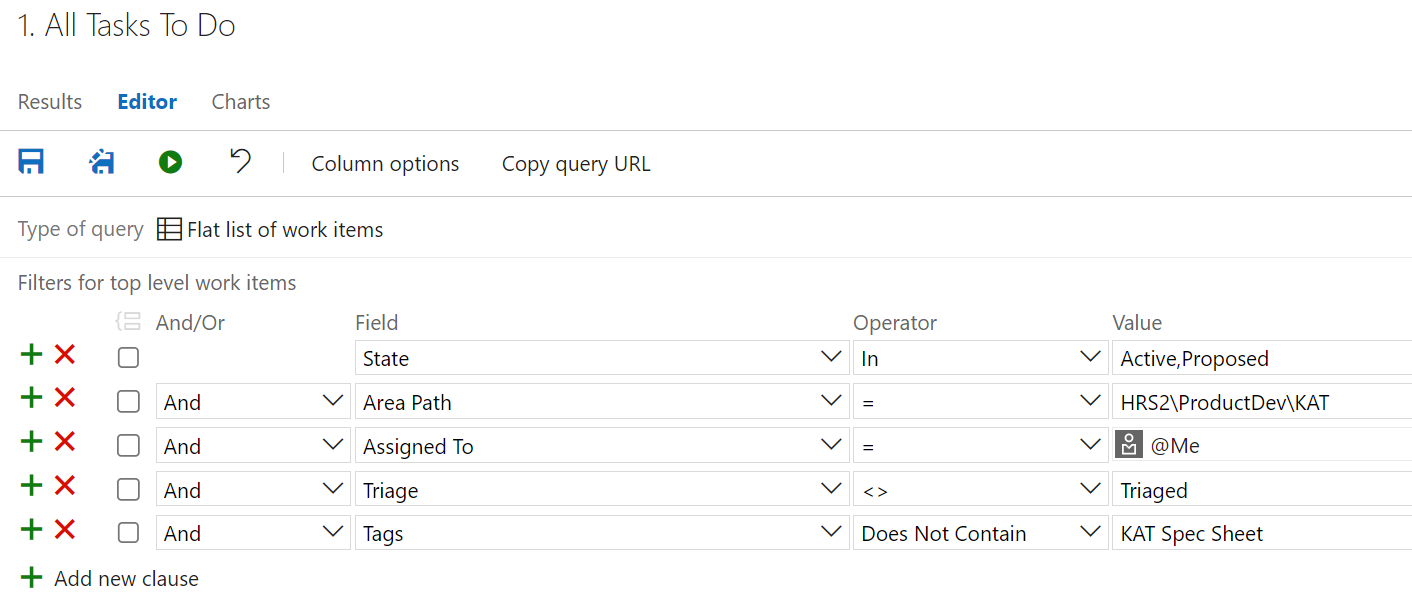 1. All Tasks To Do
Results Editor Charts
Column options Copy query URL
Type of query Flat list of work items
Filters for top level work items
And/Or Field Operator Value
State In Active,Proposed
And Area Path = HRS2\ProductDev\KAT
And Assigned To = @Me
And Triage <> Triaged
And Tags Does Not Contain KAT Spec Sheet
Add new clause